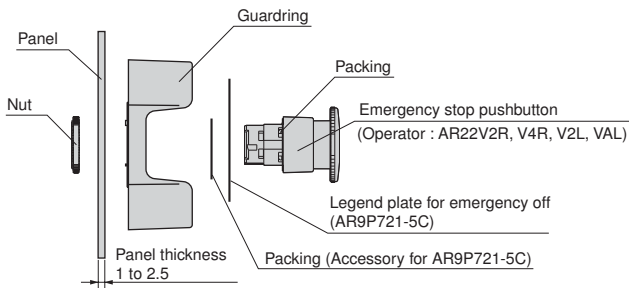 Guardring
Panel
Packing
Nut
Emergency stop pushbutton
(Operator : AR22V2R, V4R, V2L, VAL)
Legend plate for emergency off
(AR9P721-5C)
Panel thickness
1 to 2.5
Packing (Accessory for AR9P721-5C)